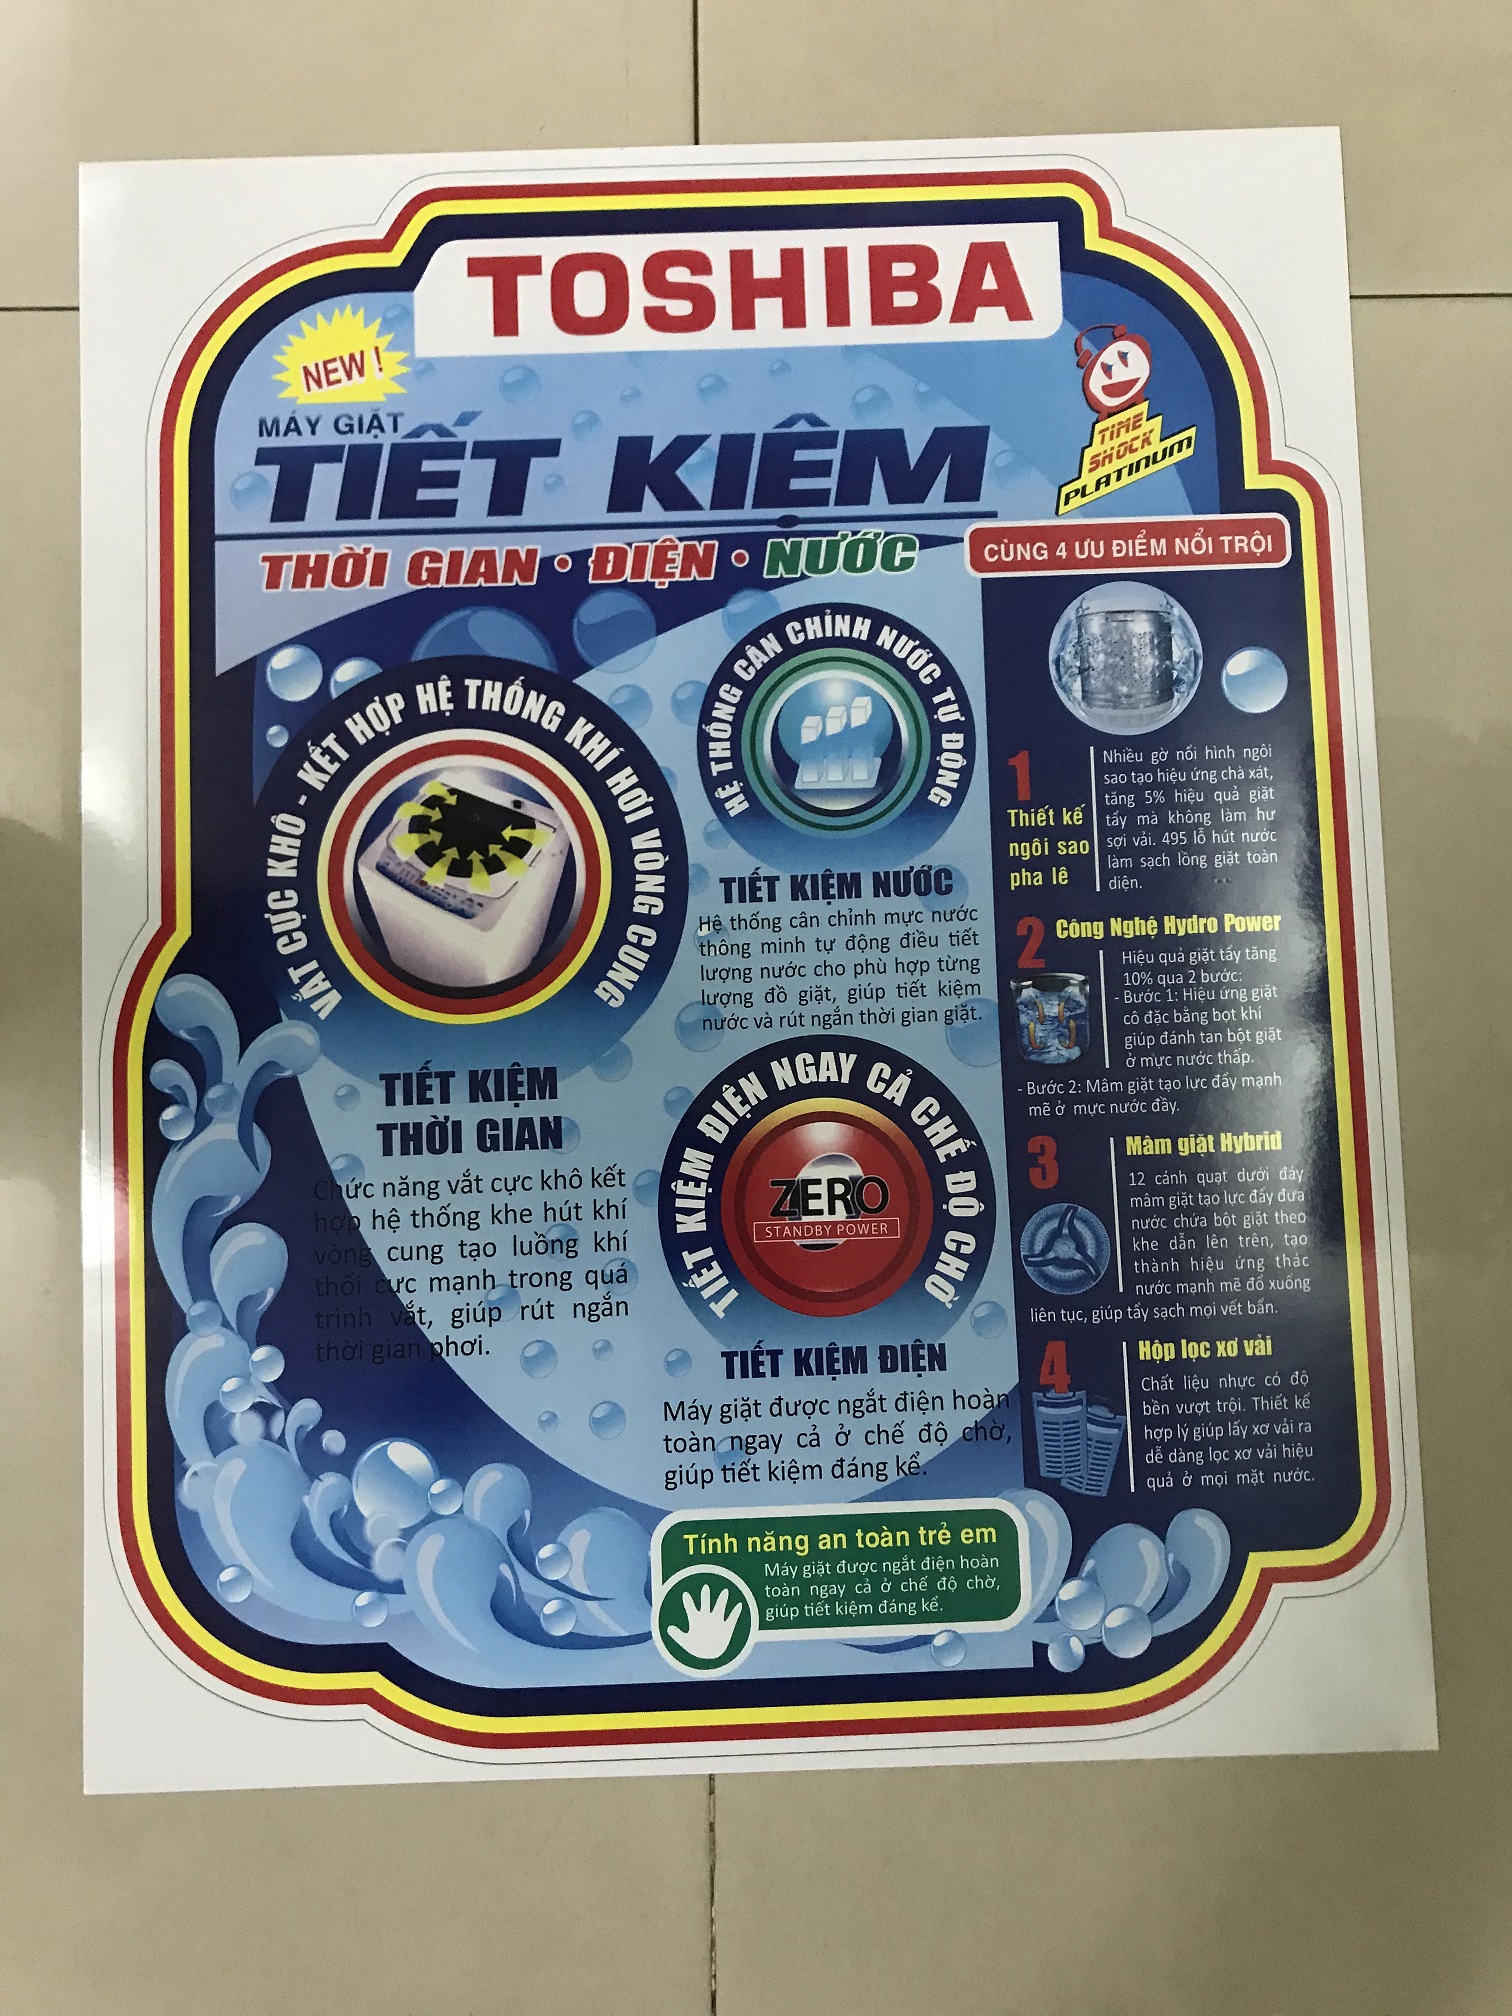 TOSHIBA
NEW !
MÁY GIẶT
TIẾT KIỆM
THỜI GIAN • ĐIỆN • NƯỚC
TIME
SHOCK
PLATINUM
CÙNG 4 ƯU ĐIỂM NỔI TRỘI
VẮT CỰC KHÔ - KẾT HỢP HỆ THỐNG KHÍ HƠI VÒNG CUNG
TIẾT KIỆM
THỜI GIAN
Chức năng vắt cực khô kết
hợp hệ thống khe hút khí
vòng cung tạo luồng khí
thổi cực mạnh trong quá
trình vắt, giúp rút ngắn
thời gian phơi.
HỆ THỐNG CÂN CHỈNH NƯỚC TỰ ĐỘNG
TIẾT KIỆM NƯỚC
Hệ thống cân chỉnh mực nước
thông minh tự động điều tiết
lượng nước cho phù hợp từng
lượng đồ giặt, giúp tiết kiệm
nước và rút ngắn thời gian giặt.
TIẾT KIỆM ĐIỆN NGAY CẢ CHẾ ĐỘ CHỜ
ZERO
STANDBY POWER
TIẾT KIỆM ĐIỆN
Máy giặt được ngắt điện hoàn
toàn ngay cả ở chế độ chờ,
giúp tiết kiệm đáng kể.
1
Thiết kế
ngôi sao
pha lê
Nhiều gờ nổi hình ngôi
sao tạo hiệu ứng chà xát,
tăng 5% hiệu quả giặt
tẩy mà không làm hư
sợi vải. 495 lỗ hút nước
làm sạch lồng giặt toàn
diện.
2
Công Nghệ Hydro Power
Hiệu quả giặt tẩy tăng
10% qua 2 bước:
- Bước 1: Hiệu ứng giặt
cô đặc bằng bọt khí
giúp đánh tan bột giặt
ở mực nước thấp.
- Bước 2: Mâm giặt tạo lực đẩy mạnh
mẽ ở mực nước đầy.
3
Mâm giặt Hybrid
12 cánh quạt dưới đáy
mâm giặt tạo lực đẩy đưa
nước chứa bột giặt theo
khe dẫn lên trên, tạo
thành hiệu ứng thác
nước mạnh mẽ đổ xuống
liên tục, giúp tẩy sạch mọi vết bẩn.
4
Hộp lọc xơ vải
Chất liệu nhực có độ
bền vượt trội. Thiết kế
hợp lý giúp lấy xơ vải ra
dễ dàng lọc xơ vải hiệu
quả ở mọi mặt nước.
Tính năng an toàn trẻ em
Máy giặt được ngắt điện hoàn
toàn ngay cả ở chế độ chờ,
giúp tiết kiệm đáng kể.